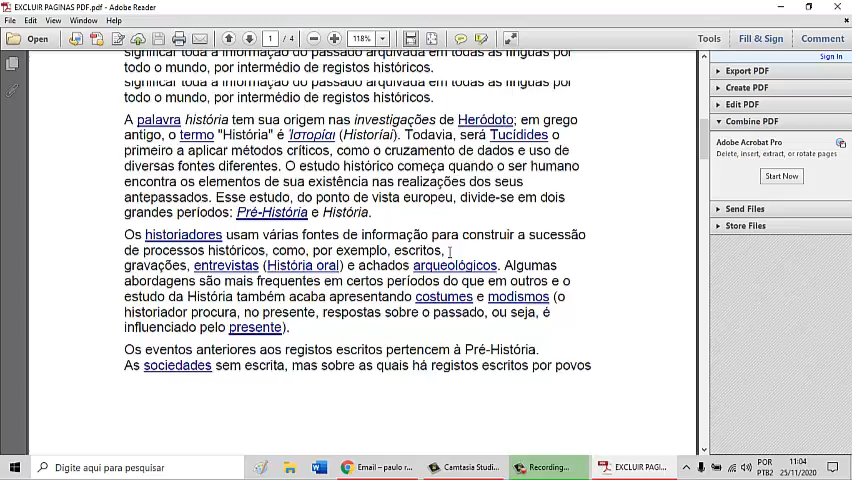 EXCLUIR PAGINAS PDF.pdf - Adobe Reader
File Edit View Window Help
Open 1 / 4 118% Tools Fill & Sign Comment
Sign In
significar toda a informação do passado arquivada em todas as línguas por
todo o mundo, por intermédio de registos históricos.
significar toda a informação do passado arquivada em todas as línguas por
todo o mundo, por intermédio de registos históricos.
A palavra história tem sua origem nas investigações de Heródoto; em grego
antigo, o termo "História" é Ἱστορίαι (Historíai). Todavia, será Tucídides o
primeiro a aplicar métodos críticos, como o cruzamento de dados e uso de
diversas fontes diferentes. O estudo histórico começa quando o ser humano
encontra os elementos de sua existência nas realizações dos seus
antepassados. Esse estudo, do ponto de vista europeu, divide-se em dois
grandes períodos: Pré-História e História.
Os historiadores usam várias fontes de informação para construir a sucessão
de processos históricos, como, por exemplo, escritos,
gravações, entrevistas (História oral) e achados arqueológicos. Algumas
abordagens são mais frequentes em certos períodos do que em outros e o
estudo da História também acaba apresentando costumes e modismos (o
historiador procura, no presente, respostas sobre o passado, ou seja, é
influenciado pelo presente).
Os eventos anteriores aos registos escritos pertencem à Pré-História.
As sociedades sem escrita, mas sobre as quais há registos escritos por povos
Export PDF
Create PDF
Edit PDF
Combine PDF
Adobe Acrobat Pro
Delete, insert, extract, or rotate pages
Start Now
Send Files
Store Files
Digite aqui para pesquisar
Email – paulo r...
Camtasia Studi...
Recording...
EXCLUIR PAGI...
POR
PTB2
11:04
25/11/2020